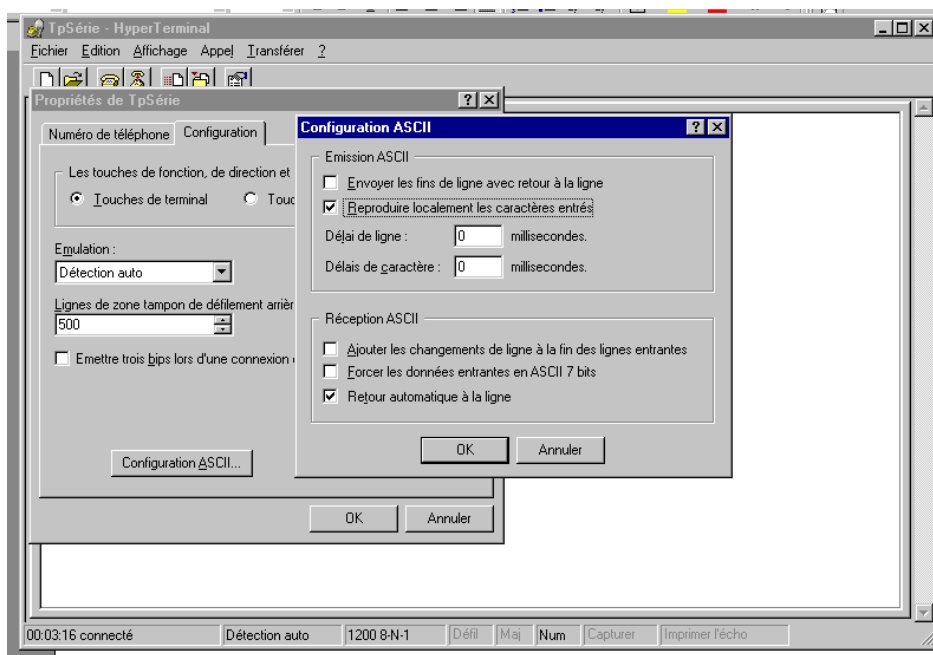 TpSérie - HyperTerminal
Fichier Edition Affichage Appel Transférer ?
Propriétés de TpSérie
Numéro de téléphone Configuration
Les touches de fonction, de direction et
Touches de terminal Touc
Emulation :
Détection auto
Lignes de zone tampon de défilement arrièr
500
Emettre trois bips lors d'une connexion
Configuration ASCII...
OK Annuler
Configuration ASCII
Emission ASCII
Envoyer les fins de ligne avec retour à la ligne
Reproduire localement les caractères entrés
Délai de ligne : 0 millisecondes.
Délais de caractère : 0 millisecondes.
Réception ASCII
Ajouter les changements de ligne à la fin des lignes entrantes
Forcer les données entrantes en ASCII 7 bits
Retour automatique à la ligne
OK Annuler
00:03:16 connecté Détection auto 1200 8-N-1 Défil Maj Num Capturer Imprimer l'écho